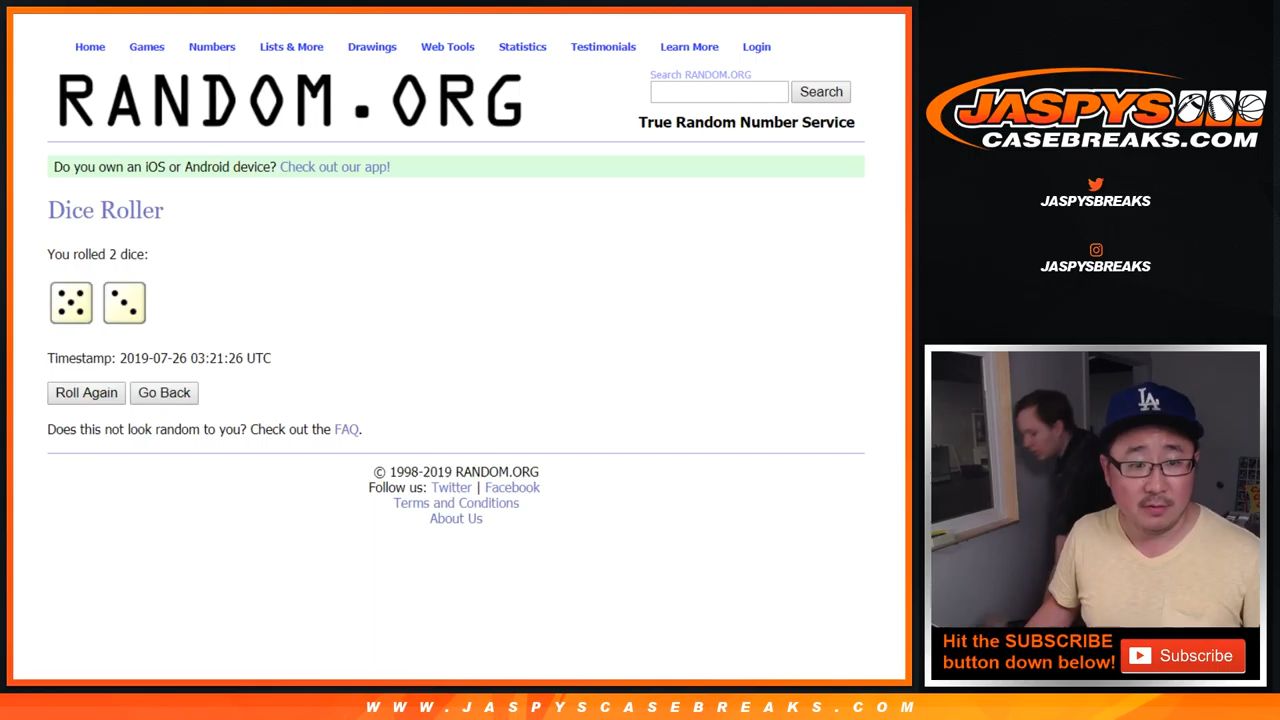 Home Games Numbers Lists & More Drawings Web Tools Statistics Testimonials Learn More Login
RANDOM.ORG
Search RANDOM.ORG
Search
True Random Number Service
Do you own an iOS or Android device? Check out our app!
Dice Roller
You rolled 2 dice:
Timestamp: 2019-07-26 03:21:26 UTC
Roll Again Go Back
Does this not look random to you? Check out the FAQ.
© 1998-2019 RANDOM.ORG
Follow us: Twitter | Facebook
Terms and Conditions
About Us
JASPYS
CASEBREAKS.COM
JASPYSBREAKS
JASPYSBREAKS
LA
Hit the SUBSCRIBE
button down below!
Subscribe
WWW.JASPYSCASEBREAKS.COM